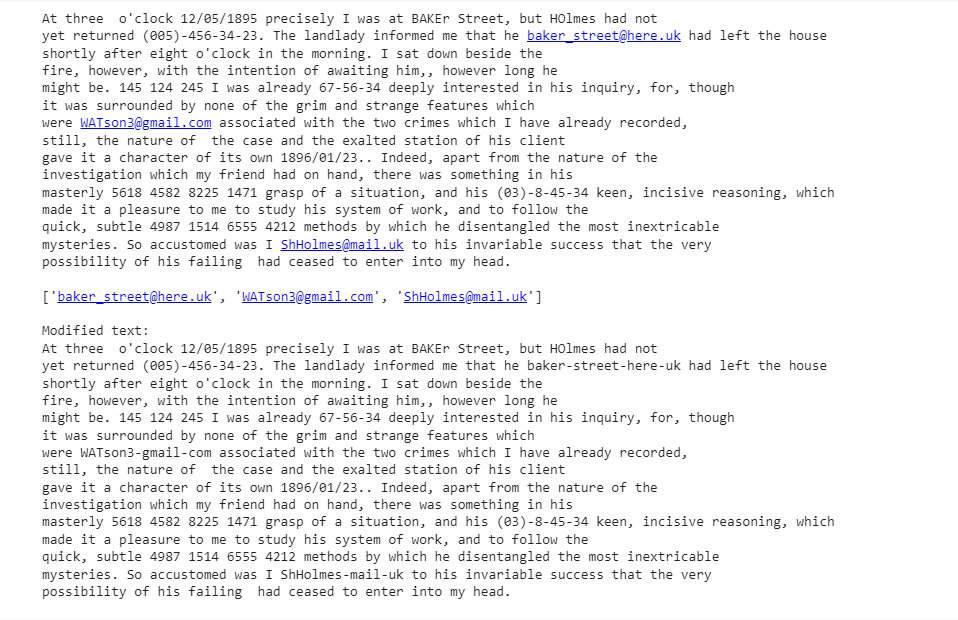 At three  o'clock 12/05/1895 precisely I was at BAKEr Street, but HOlmes had not
yet returned (005)-456-34-23. The landlady informed me that he baker_street@here.uk had left the house
shortly after eight o'clock in the morning. I sat down beside the
fire, however, with the intention of awaiting him,, however long he
might be. 145 124 245 I was already 67-56-34 deeply interested in his inquiry, for, though
it was surrounded by none of the grim and strange features which
were WATson3@gmail.com associated with the two crimes which I have already recorded,
still, the nature of  the case and the exalted station of his client
gave it a character of its own 1896/01/23.. Indeed, apart from the nature of the
investigation which my friend had on hand, there was something in his
masterly 5618 4582 8225 1471 grasp of a situation, and his (03)-8-45-34 keen, incisive reasoning, which
made it a pleasure to me to study his system of work, and to follow the
quick, subtle 4987 1514 6555 4212 methods by which he disentangled the most inextricable
mysteries. So accustomed was I ShHolmes@mail.uk to his invariable success that the very
possibility of his failing  had ceased to enter into my head.

['baker_street@here.uk', 'WATson3@gmail.com', 'ShHolmes@mail.uk']

Modified text:
At three  o'clock 12/05/1895 precisely I was at BAKEr Street, but HOlmes had not
yet returned (005)-456-34-23. The landlady informed me that he baker-street-here-uk had left the house
shortly after eight o'clock in the morning. I sat down beside the
fire, however, with the intention of awaiting him,, however long he
might be. 145 124 245 I was already 67-56-34 deeply interested in his inquiry, for, though
it was surrounded by none of the grim and strange features which
were WATson3-gmail-com associated with the two crimes which I have already recorded,
still, the nature of  the case and the exalted station of his client
gave it a character of its own 1896/01/23.. Indeed, apart from the nature of the
investigation which my friend had on hand, there was something in his
masterly 5618 4582 8225 1471 grasp of a situation, and his (03)-8-45-34 keen, incisive reasoning, which
made it a pleasure to me to study his system of work, and to follow the
quick, subtle 4987 1514 6555 4212 methods by which he disentangled the most inextricable
mysteries. So accustomed was I ShHolmes-mail-uk to his invariable success that the very
possibility of his failing  had ceased to enter into my head.